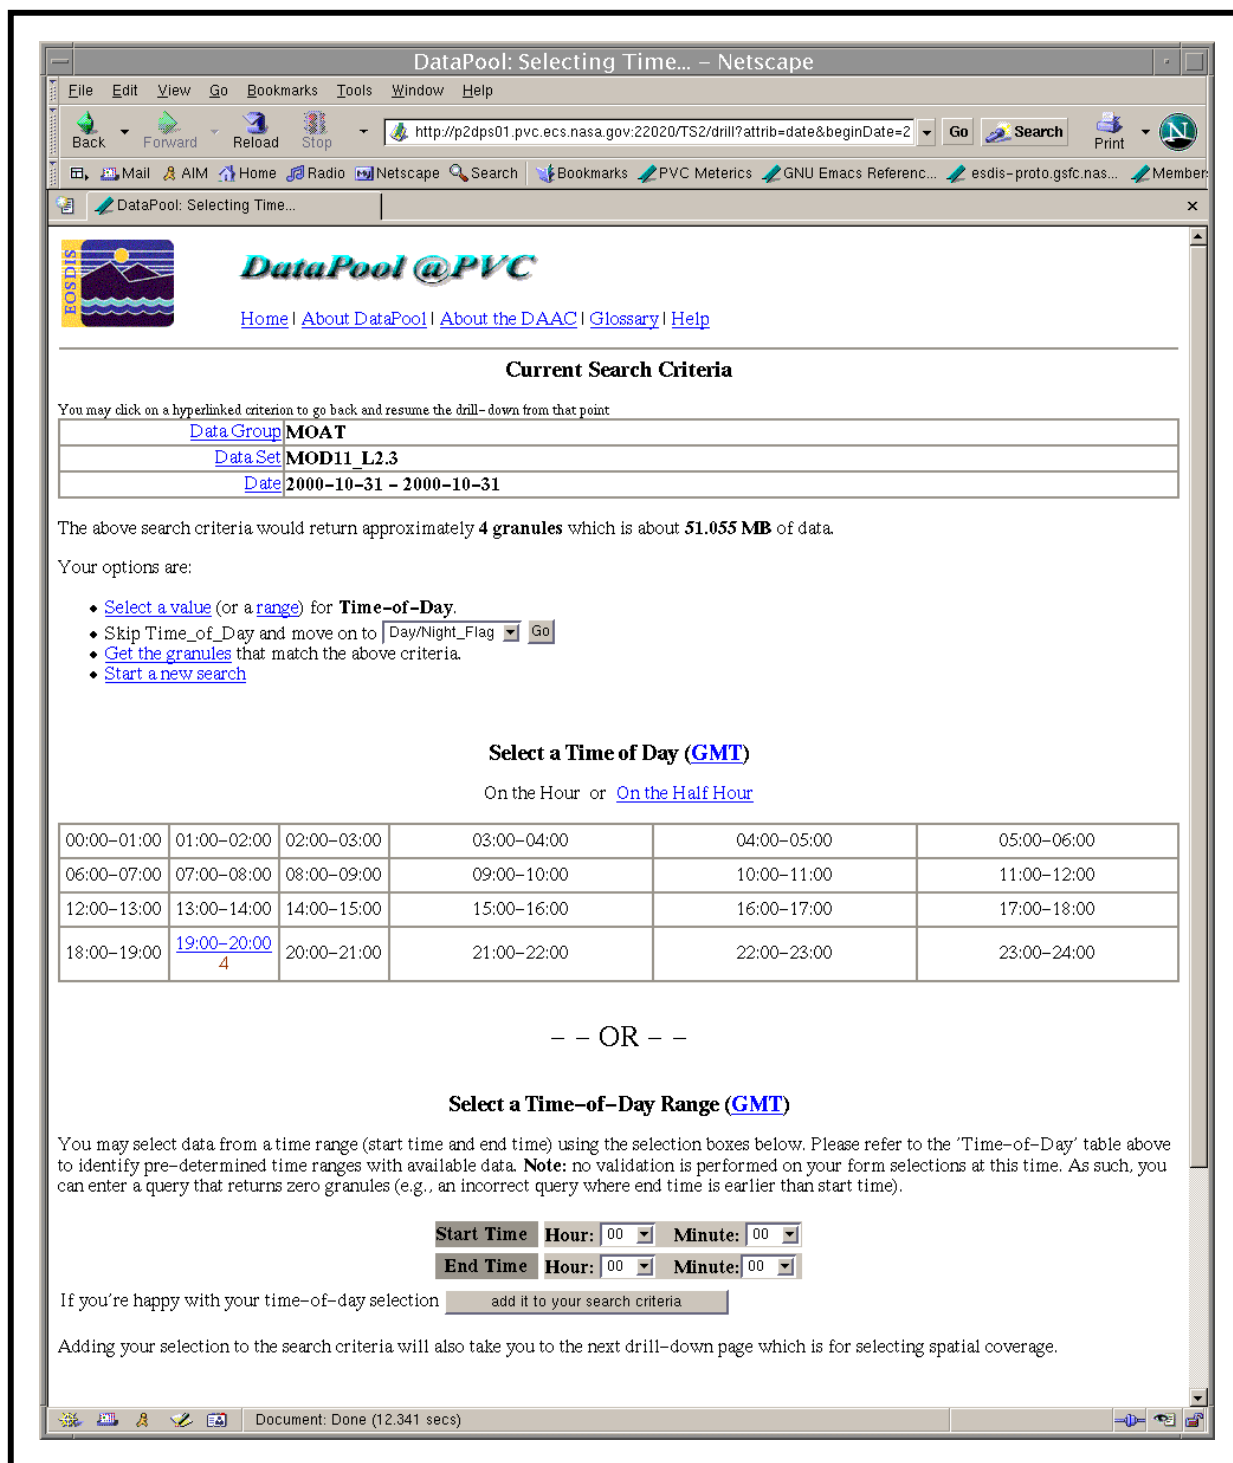 DataPool: Selecting Time... – Netscape
File Edit View Go Bookmarks Tools Window Help
Back Forward Reload Stop http://p2dps01.pvc.ecs.nasa.gov:22020/TS2/drill?attrib=date&beginDate=2 Go Search Print N
Mail AIM Home Radio Netscape Search Bookmarks PVC Meterics GNU Emacs Referenc... esdis-proto.gsfc.nas... Member
DataPool: Selecting Time...
EOSDIS
DataPool @PVC
Home | About DataPool | About the DAAC | Glossary | Help
Current Search Criteria
You may click on a hyperlinked criterion to go back and resume the drill-down from that point
Data Group MOAT
Data Set MOD11_L2.3
Date 2000-10-31 – 2000-10-31
The above search criteria would return approximately 4 granules which is about 51.055 MB of data.
Your options are:
• Select a value (or a range) for Time-of-Day.
• Skip Time_of_Day and move on to Day/Night_Flag Go
• Get the granules that match the above criteria.
• Start a new search
Select a Time of Day (GMT)
On the Hour or On the Half Hour
00:00-01:00 01:00-02:00 02:00-03:00 03:00-04:00 04:00-05:00 05:00-06:00
06:00-07:00 07:00-08:00 08:00-09:00 09:00-10:00 10:00-11:00 11:00-12:00
12:00-13:00 13:00-14:00 14:00-15:00 15:00-16:00 16:00-17:00 17:00-18:00
18:00-19:00 19:00-20:00 20:00-21:00 21:00-22:00 22:00-23:00 23:00-24:00
4
– – OR – –
Select a Time-of-Day Range (GMT)
You may select data from a time range (start time and end time) using the selection boxes below. Please refer to the 'Time-of-Day' table above
to identify pre-determined time ranges with available data. Note: no validation is performed on your form selections at this time. As such, you
can enter a query that returns zero granules (e.g., an incorrect query where end time is earlier than start time).
Start Time Hour: 00 Minute: 00
End Time Hour: 00 Minute: 00
If you're happy with your time-of-day selection add it to your search criteria
Adding your selection to the search criteria will also take you to the next drill-down page which is for selecting spatial coverage.
Document: Done (12.341 secs)